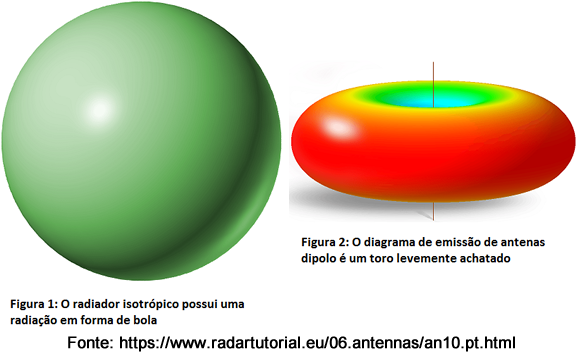 Figura 2: O diagrama de emissão de antenas
dipolo é um toro levemente achatado
Figura 1: O radiador isotrópico possui uma
radiação em forma de bola
Fonte: https://www.radartutorial.eu/06.antennas/an10.pt.html